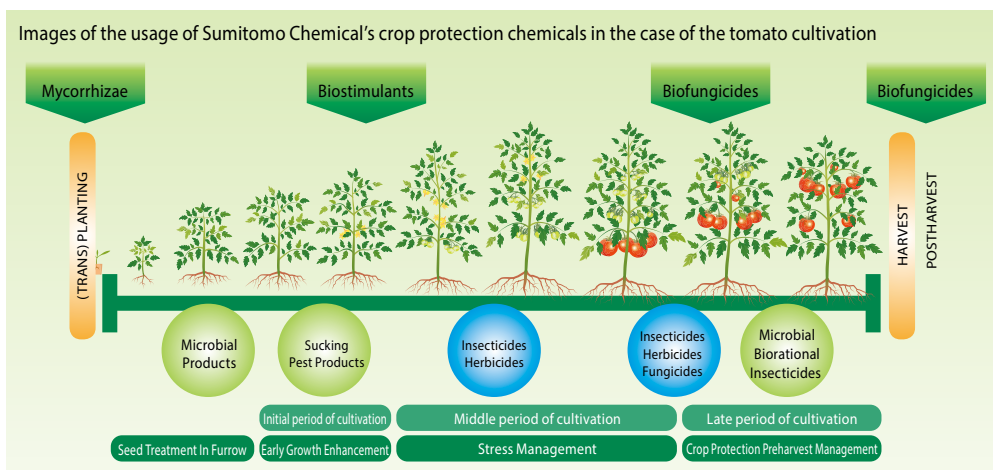 Images of the usage of Sumitomo Chemical's crop protection chemicals in the case of the tomato cultivation
Mycorrhizae
Biostimulants
Biofungicides
Biofungicides
(TRANS) PLANTING
HARVEST
POSTHARVEST
Microbial
Products
Sucking
Pest Products
Insecticides
Herbicides
Insecticides
Herbicides
Fungicides
Microbial
Biorational
Insecticides
Initial period of cultivation
Middle period of cultivation
Late period of cultivation
Seed Treatment In Furrow
Early Growth Enhancement
Stress Management
Crop Protection Preharvest Management